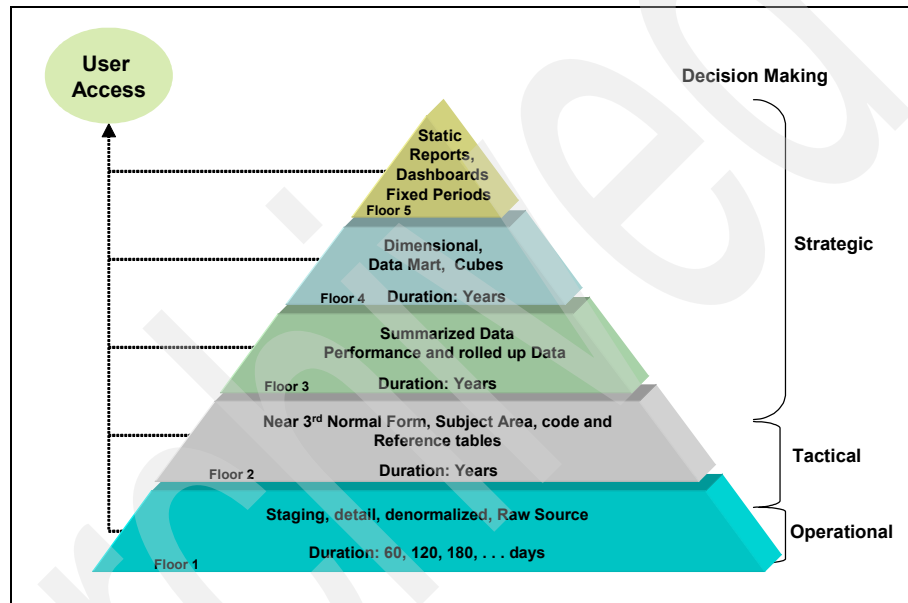 User
Access
Decision Making
Static
Reports,
Dashboards
Fixed Periods
Floor 5
Dimensional,
Data Mart, Cubes
Floor 4
Duration: Years
Strategic
Summarized Data
Performance and rolled up Data
Duration: Years
Floor 3
Near 3rd Normal Form, Subject Area, code and
Reference tables
Duration: Years
Floor 2
Tactical
Staging, detail, denormalized, Raw Source
Duration: 60, 120, 180, . . . days
Floor 1
Operational